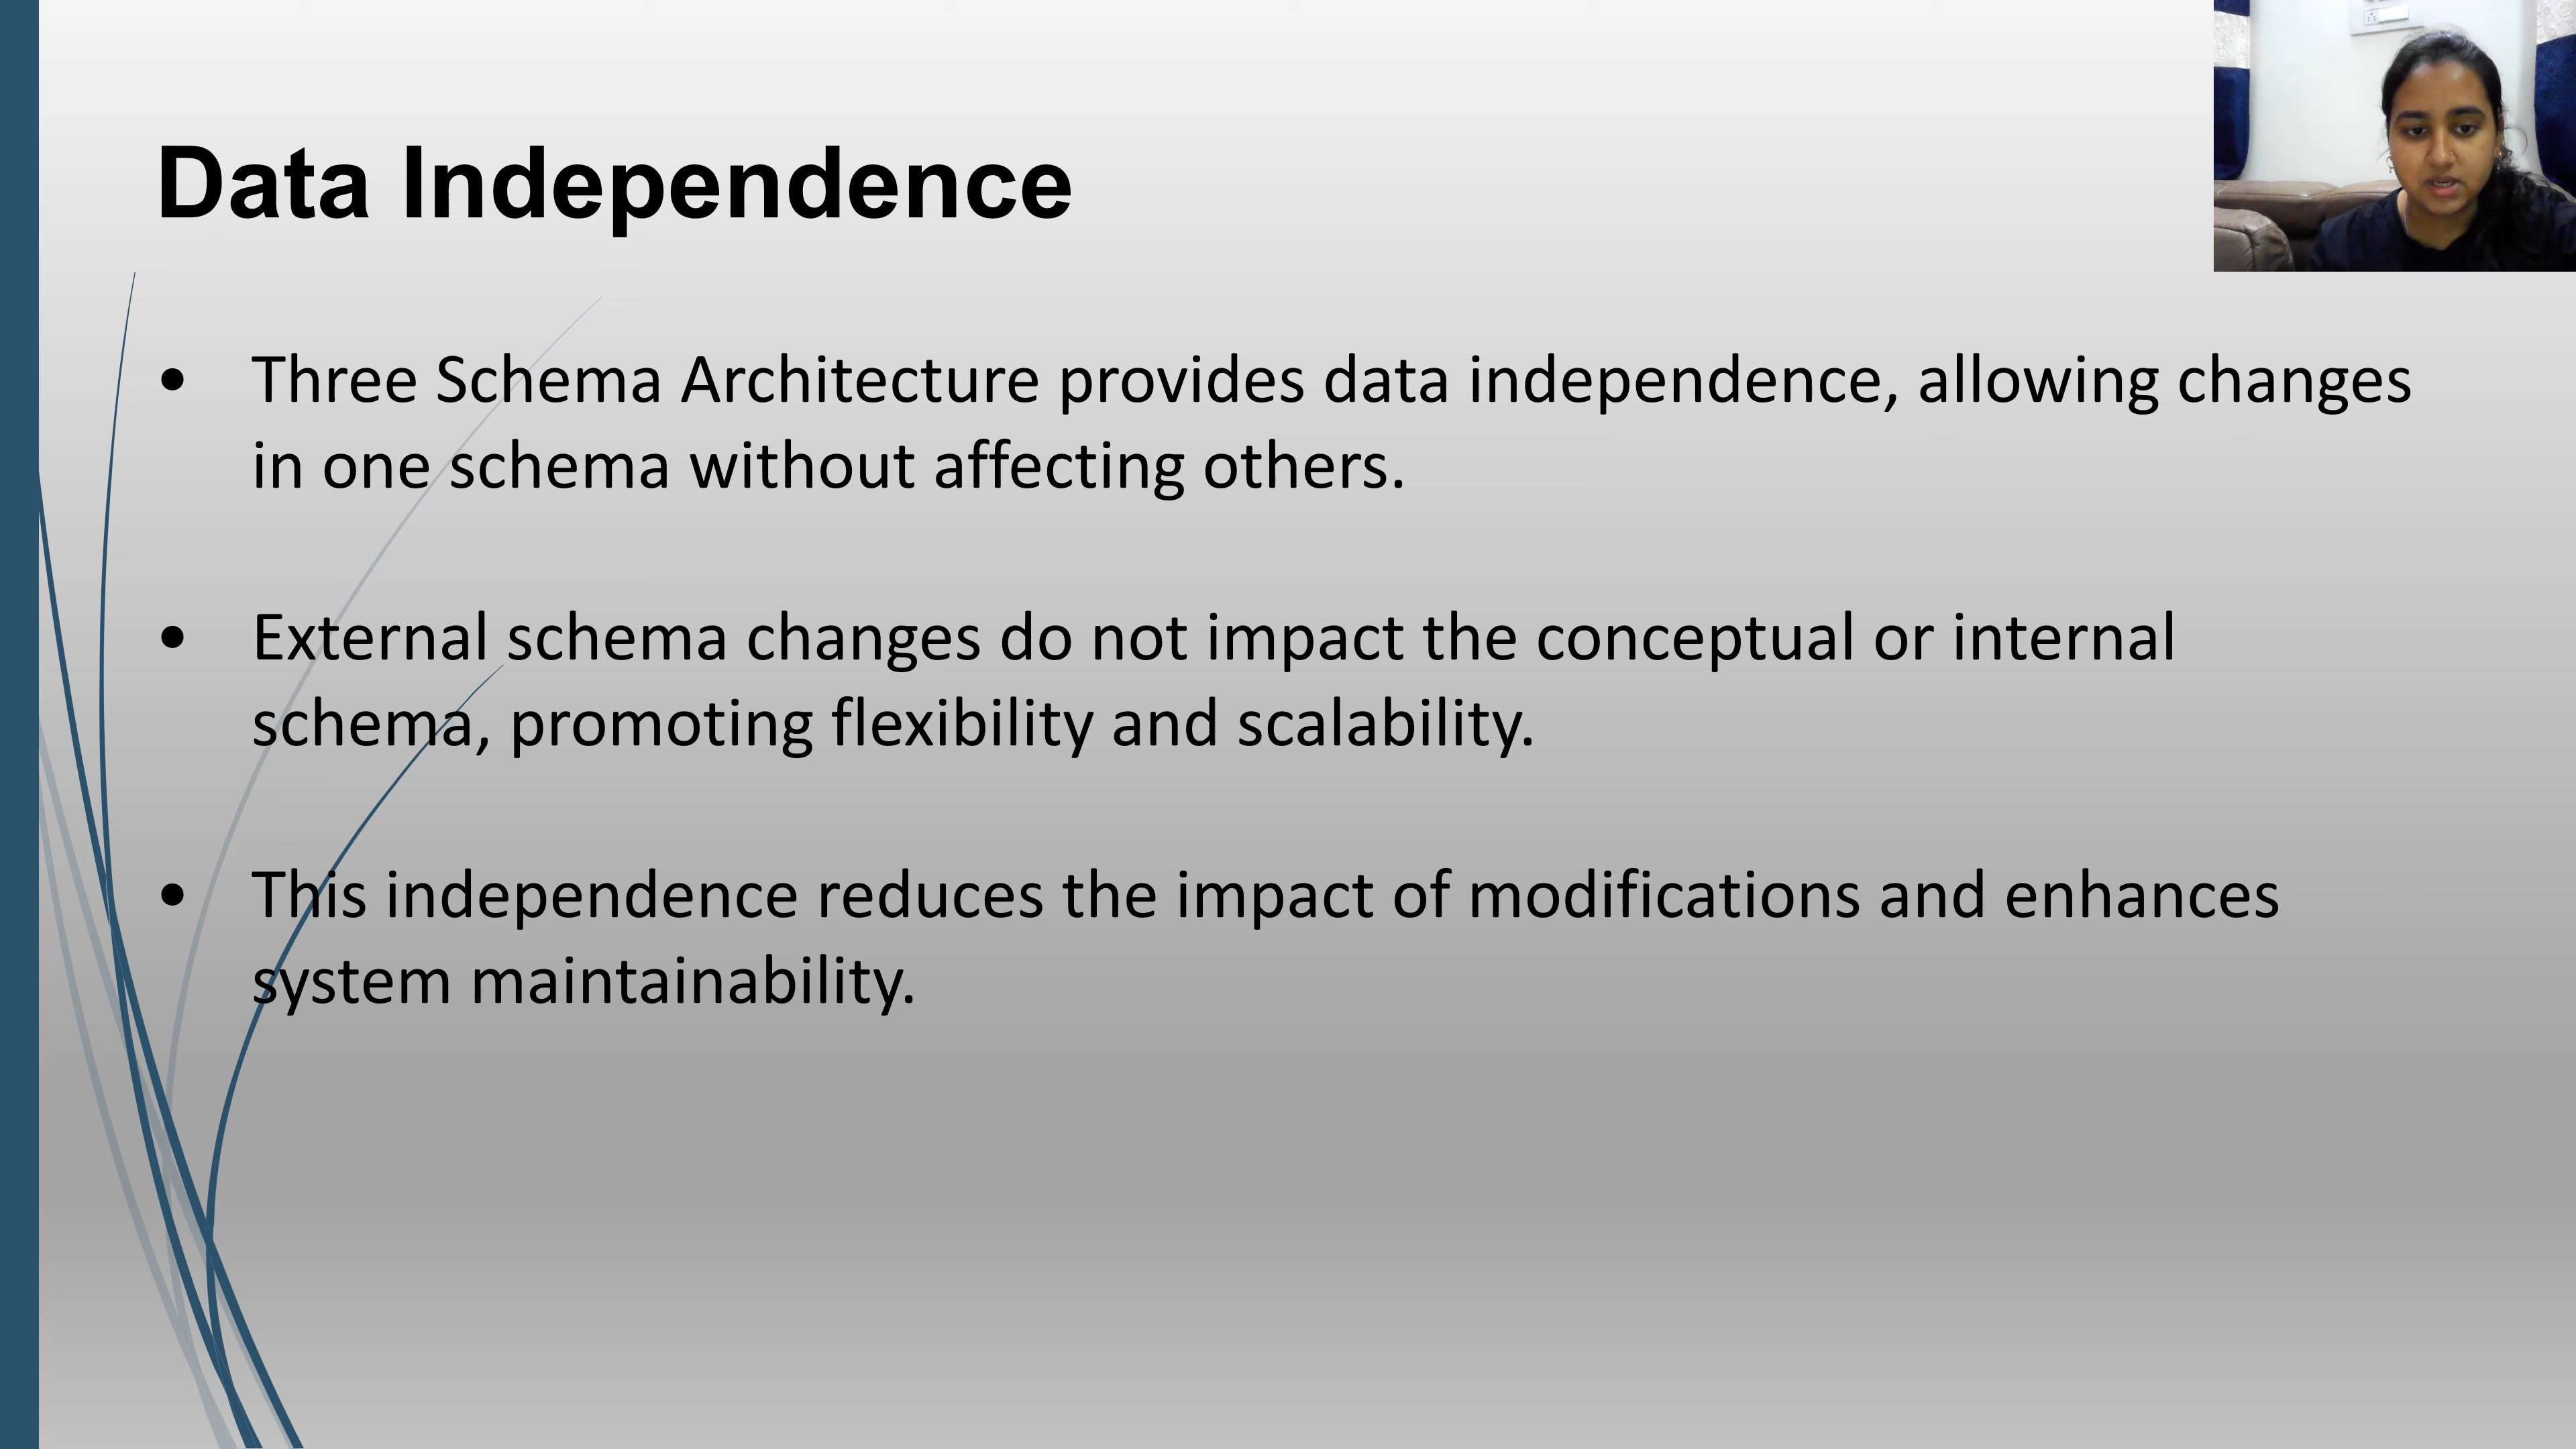 Data Independence
• Three Schema Architecture provides data independence, allowing changes
in one schema without affecting others.
• External schema changes do not impact the conceptual or internal
schema, promoting flexibility and scalability.
• This independence reduces the impact of modifications and enhances
system maintainability.